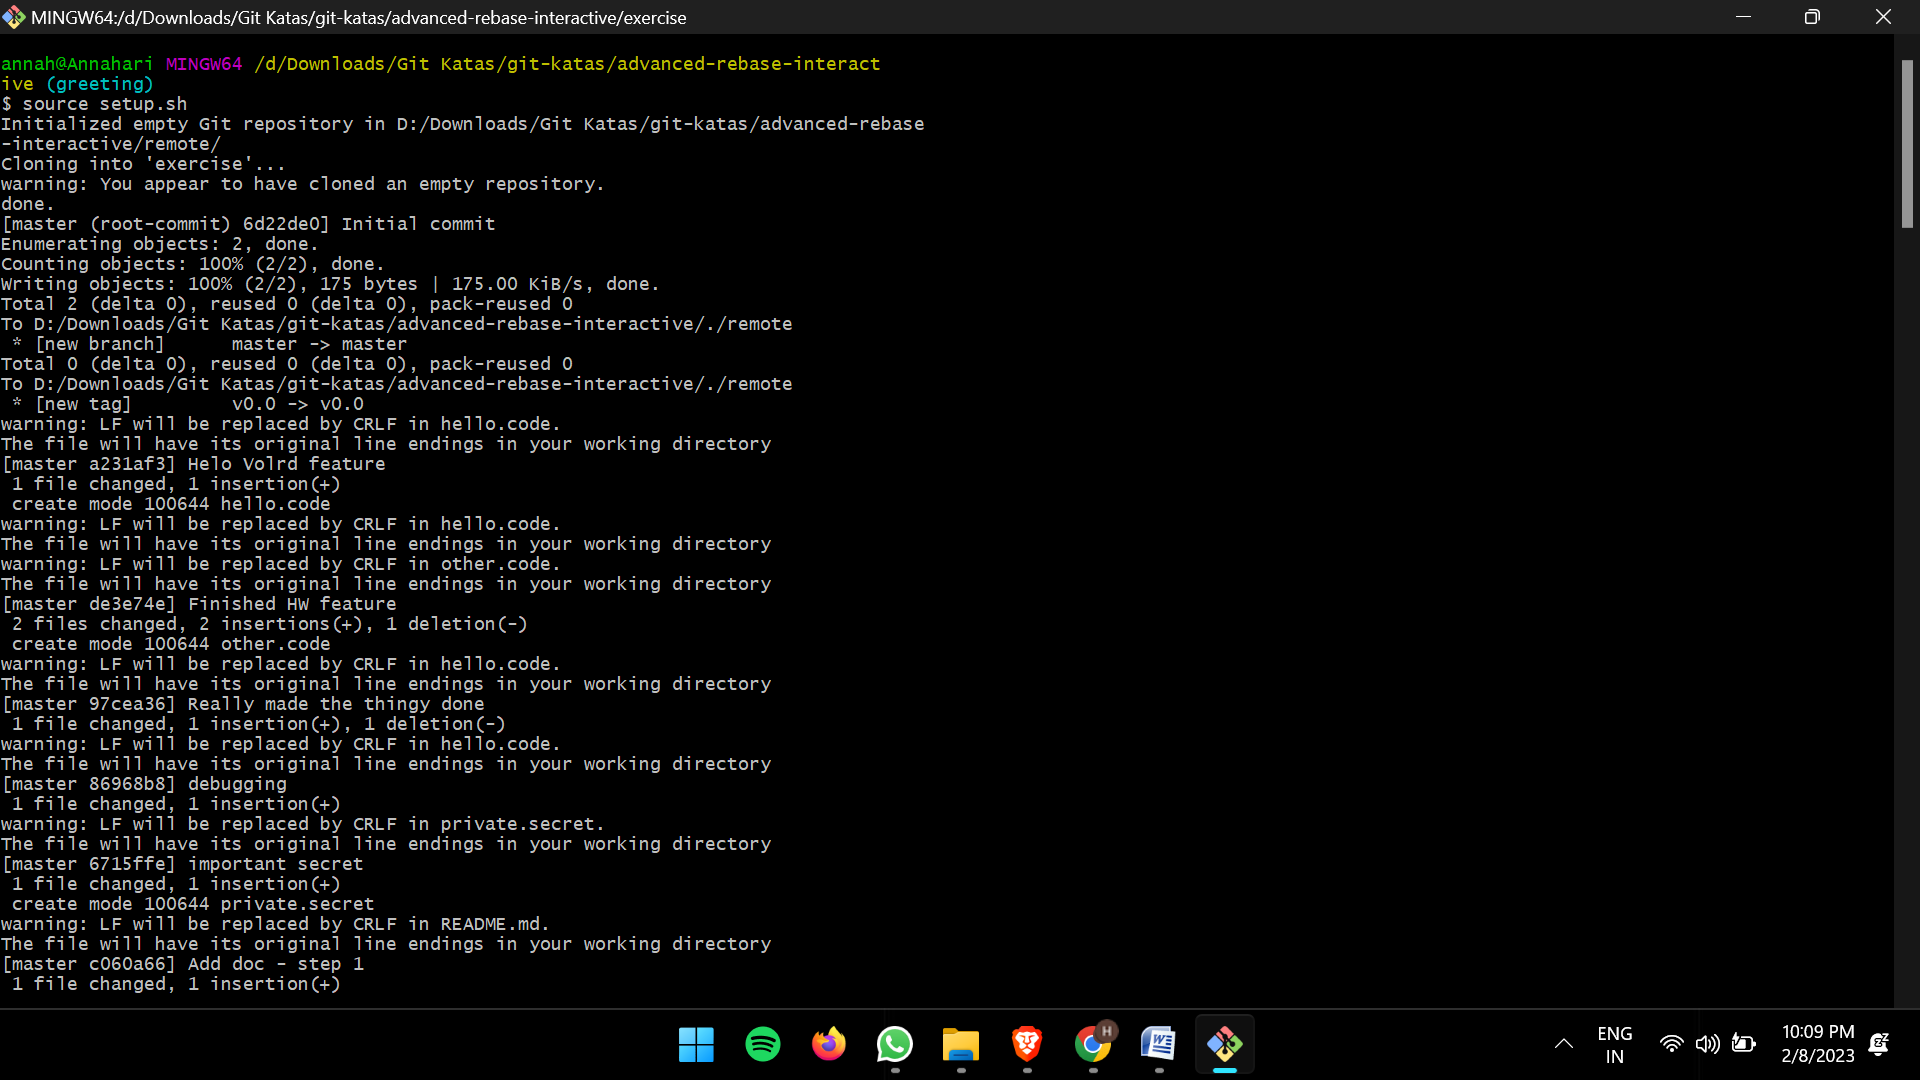 MINGW64:/d/Downloads/Git Katas/git-katas/advanced-rebase-interactive/exercise
annah@Annahari MINGW64 /d/Downloads/Git Katas/git-katas/advanced-rebase-interact
ive (greeting)
$ source setup.sh
Initialized empty Git repository in D:/Downloads/Git Katas/git-katas/advanced-rebase
-interactive/remote/
Cloning into 'exercise'...
warning: You appear to have cloned an empty repository.
done.
[master (root-commit) 6d22de0] Initial commit
Enumerating objects: 2, done.
Counting objects: 100% (2/2), done.
Writing objects: 100% (2/2), 175 bytes | 175.00 KiB/s, done.
Total 2 (delta 0), reused 0 (delta 0), pack-reused 0
To D:/Downloads/Git Katas/git-katas/advanced-rebase-interactive/./remote
 * [new branch]      master -> master
Total 0 (delta 0), reused 0 (delta 0), pack-reused 0
To D:/Downloads/Git Katas/git-katas/advanced-rebase-interactive/./remote
 * [new tag]         v0.0 -> v0.0
warning: LF will be replaced by CRLF in hello.code.
The file will have its original line endings in your working directory
[master a231af3] Helo Volrd feature
 1 file changed, 1 insertion(+)
 create mode 100644 hello.code
warning: LF will be replaced by CRLF in hello.code.
The file will have its original line endings in your working directory
warning: LF will be replaced by CRLF in other.code.
The file will have its original line endings in your working directory
[master de3e74e] Finished HW feature
 2 files changed, 2 insertions(+), 1 deletion(-)
 create mode 100644 other.code
warning: LF will be replaced by CRLF in hello.code.
The file will have its original line endings in your working directory
[master 97cea36] Really made the thingy done
 1 file changed, 1 insertion(+), 1 deletion(-)
warning: LF will be replaced by CRLF in hello.code.
The file will have its original line endings in your working directory
[master 86968b8] debugging
 1 file changed, 1 insertion(+)
warning: LF will be replaced by CRLF in private.secret.
The file will have its original line endings in your working directory
[master 6715ffe] important secret
 1 file changed, 1 insertion(+)
 create mode 100644 private.secret
warning: LF will be replaced by CRLF in README.md.
The file will have its original line endings in your working directory
[master c060a66] Add doc - step 1
 1 file changed, 1 insertion(+)
H
W
ENG
IN
10:09 PM
2/8/2023